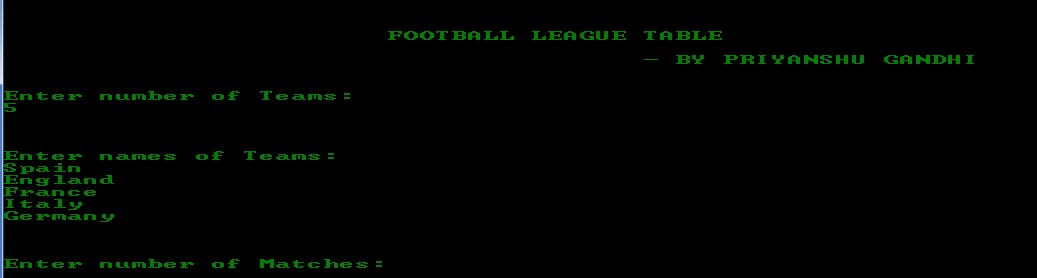 FOOTBALL LEAGUE TABLE
- BY PRIYANSHU GANDHI
Enter number of Teams:
5
Enter names of Teams:
Spain
England
France
Italy
Germany
Enter number of Matches: